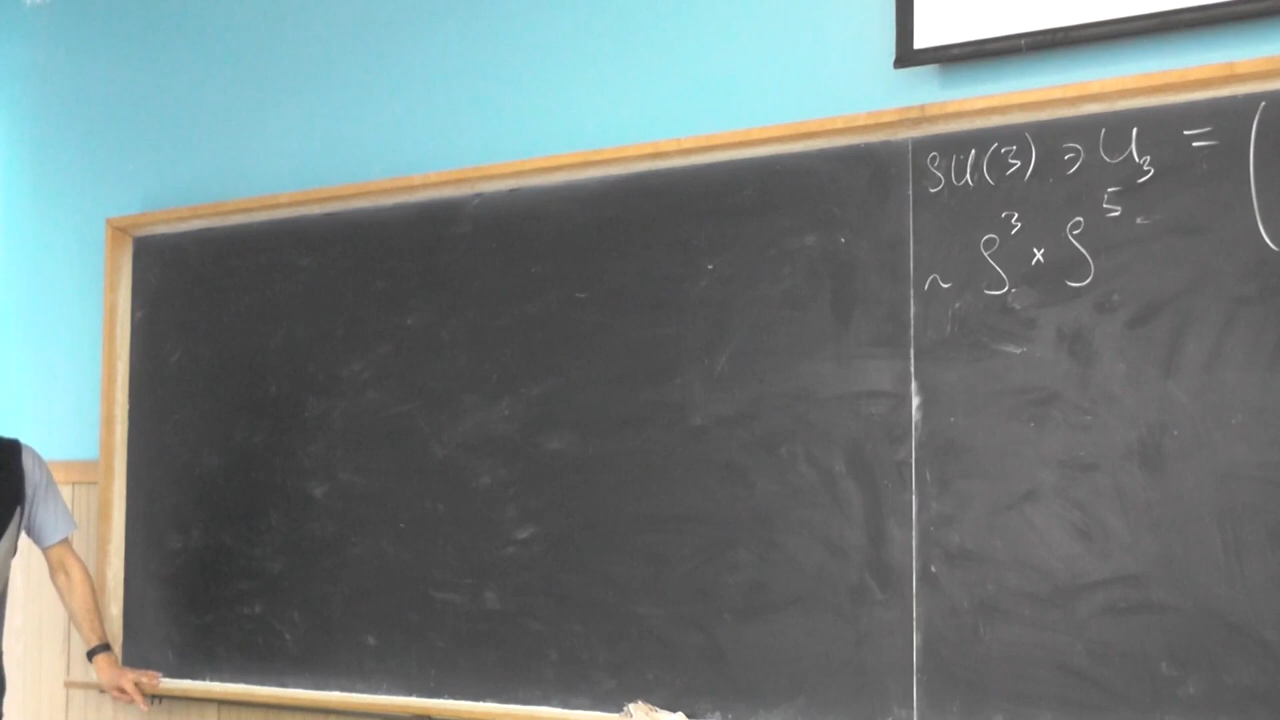 SU(3) ∋ U₃ = (
~ S³ × S⁵